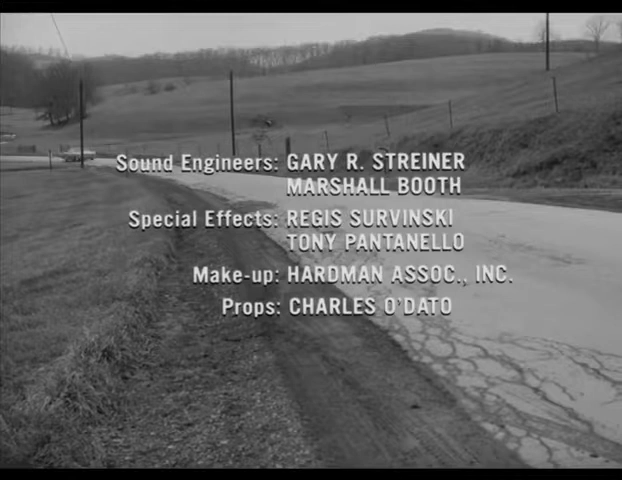 Sound Engineers: GARY R. STREINER
MARSHALL BOOTH
Special Effects: REGIS SURVINSKI
TONY PANTANELLO
Make-up: HARDMAN ASSOC., INC.
Props: CHARLES O'DATO